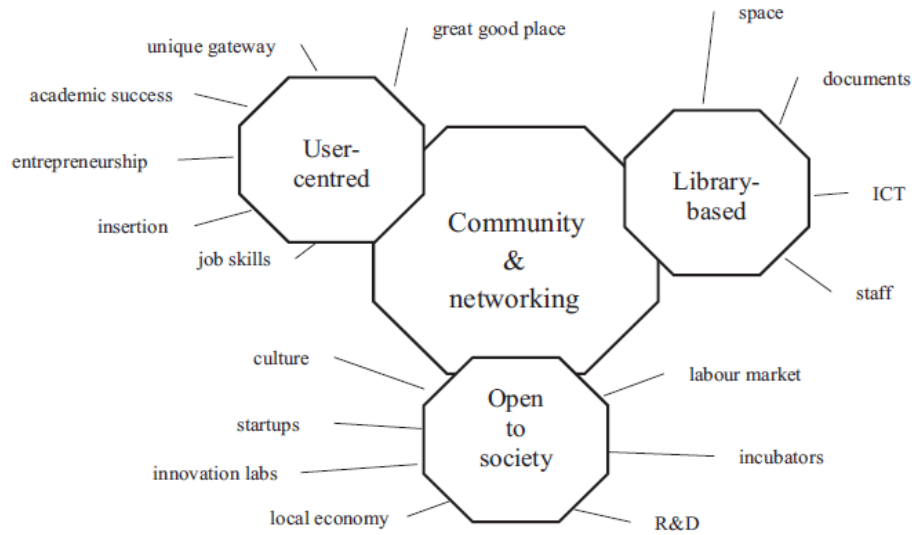 unique gateway
great good place
academic success
entrepreneurship
insertion
job skills
User-
centred
space
documents
ICT
staff
Library-
based
Community
&
networking
culture
startups
innovation labs
local economy
Open
to
society
labour market
incubators
R&D